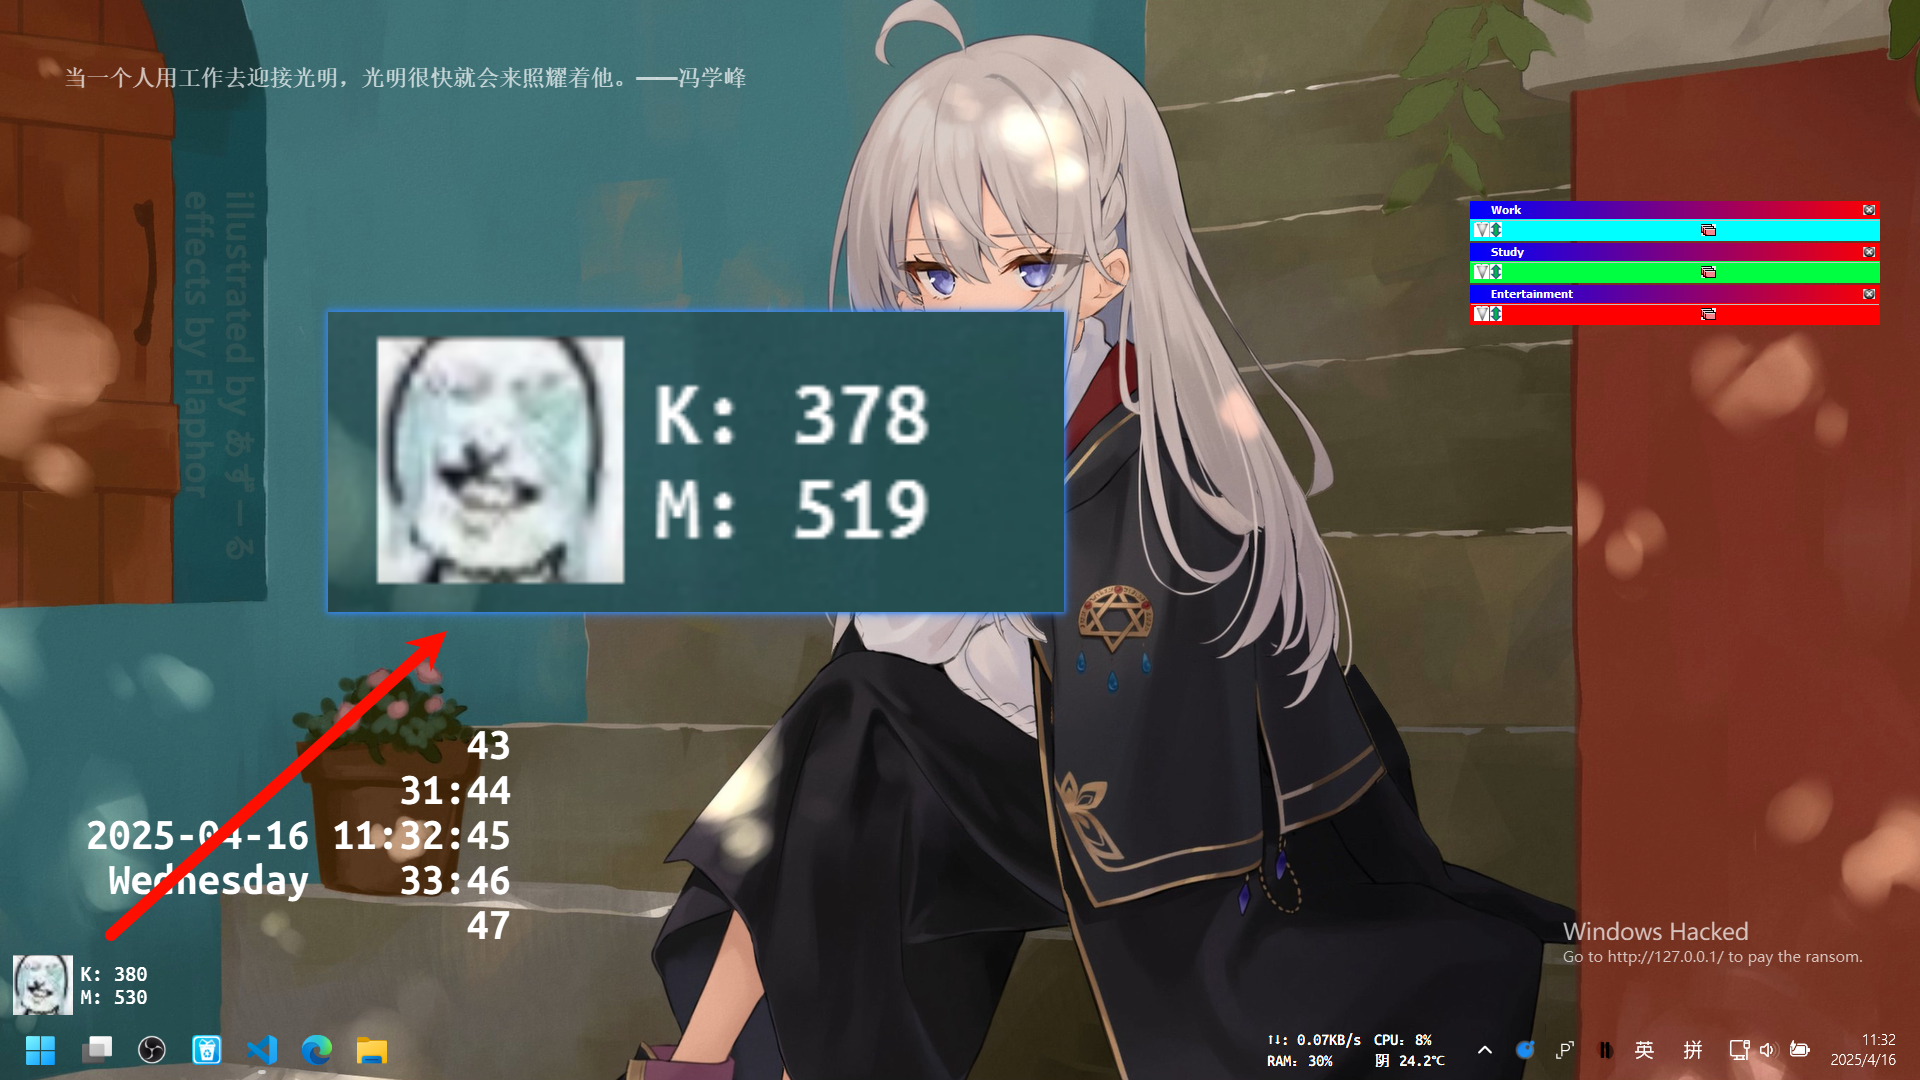 当一个人用工作去迎接光明，光明很快就会来照耀着他。——冯学峰
illustrated by あすーる
effects by Flaphor
Work
Study
Entertainment
K: 378
M: 519
43
31:44
2025-04-16 11:32:45
Wednesday 33:46
47
Windows Hacked
Go to http://127.0.0.1/ to pay the ransom.
K: 380
M: 530
↑↓: 0.07KB/s CPU: 8%
RAM: 30% 阴 24.2℃
英 拼
11:32
2025/4/16